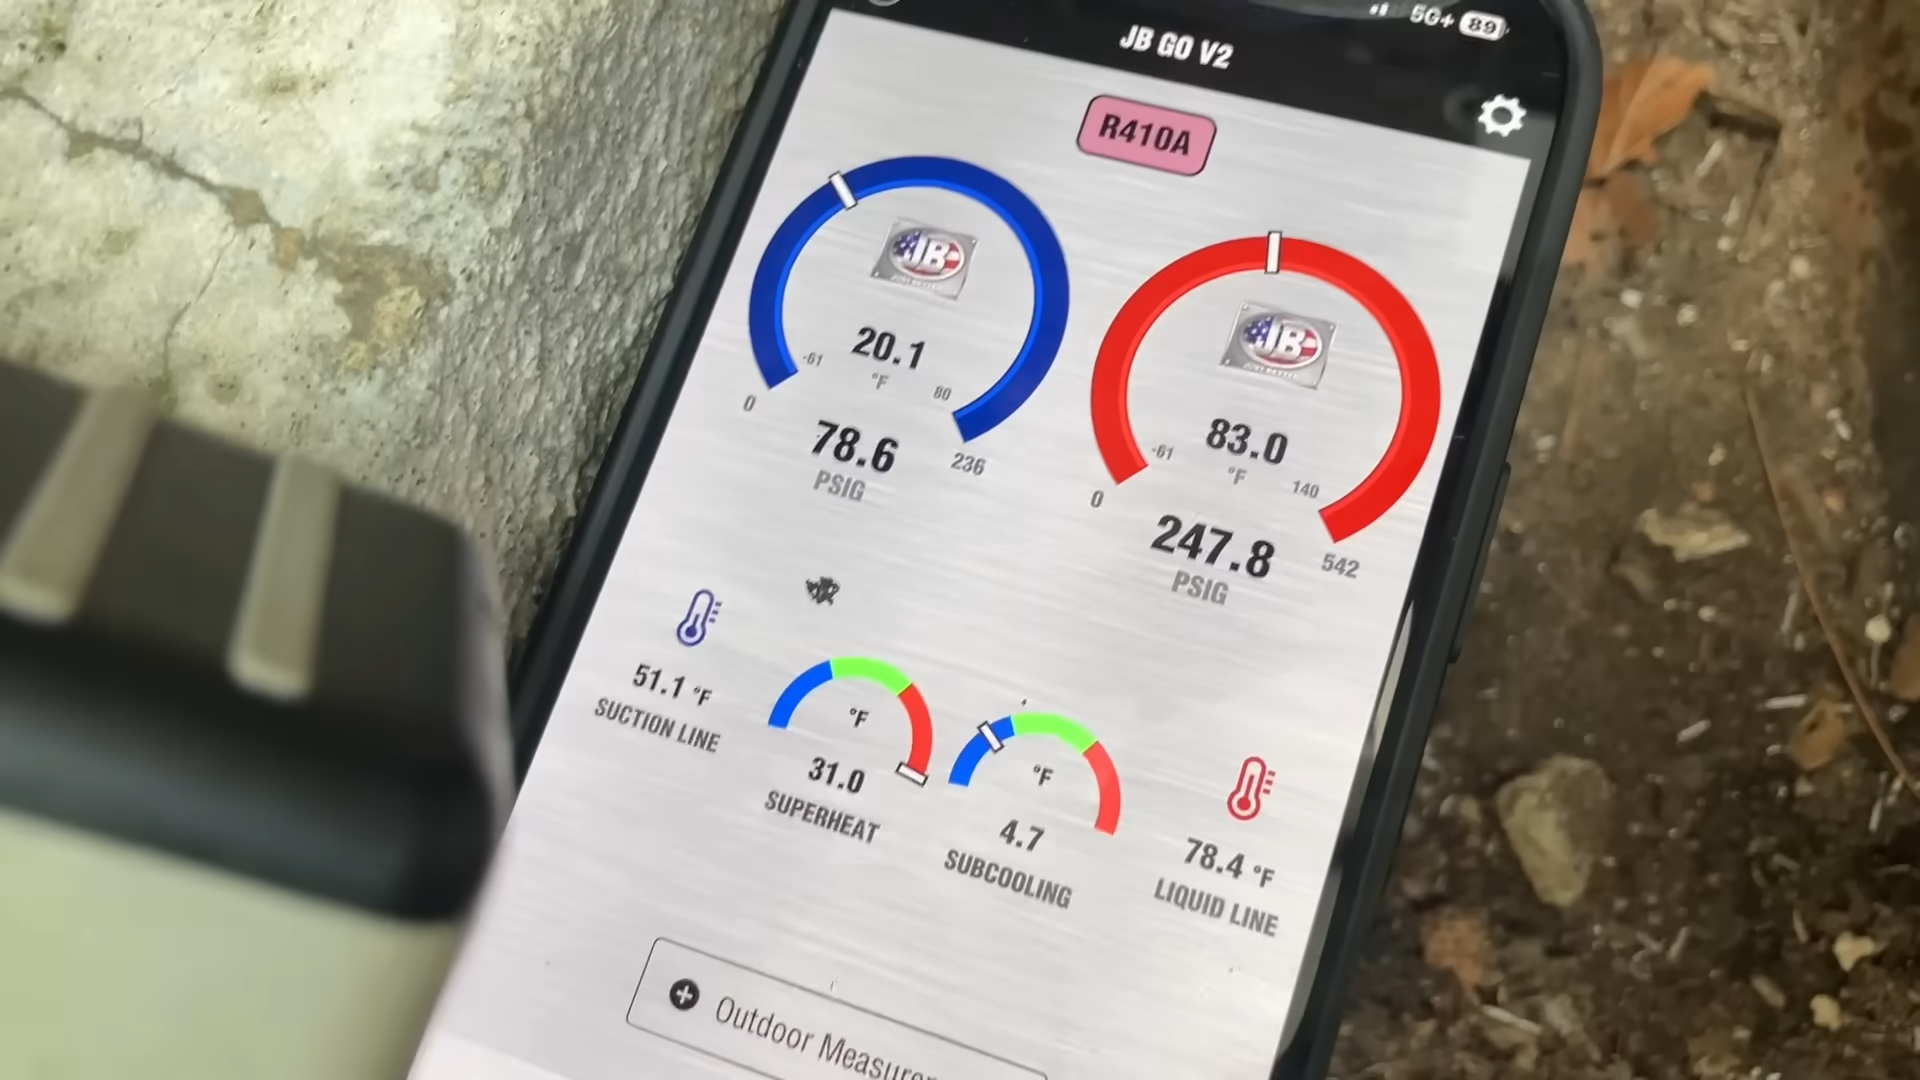 5G+ 89
JB GO V2
R410A
JB
20.1
-61
°F
80
0
78.6
236
PSIG
JB
83.0
-61
°F
140
0
247.8
542
PSIG
51.1 °F
SUCTION LINE
°F
31.0
SUPERHEAT
°F
4.7
SUBCOOLING
78.4 °F
LIQUID LINE
Outdoor